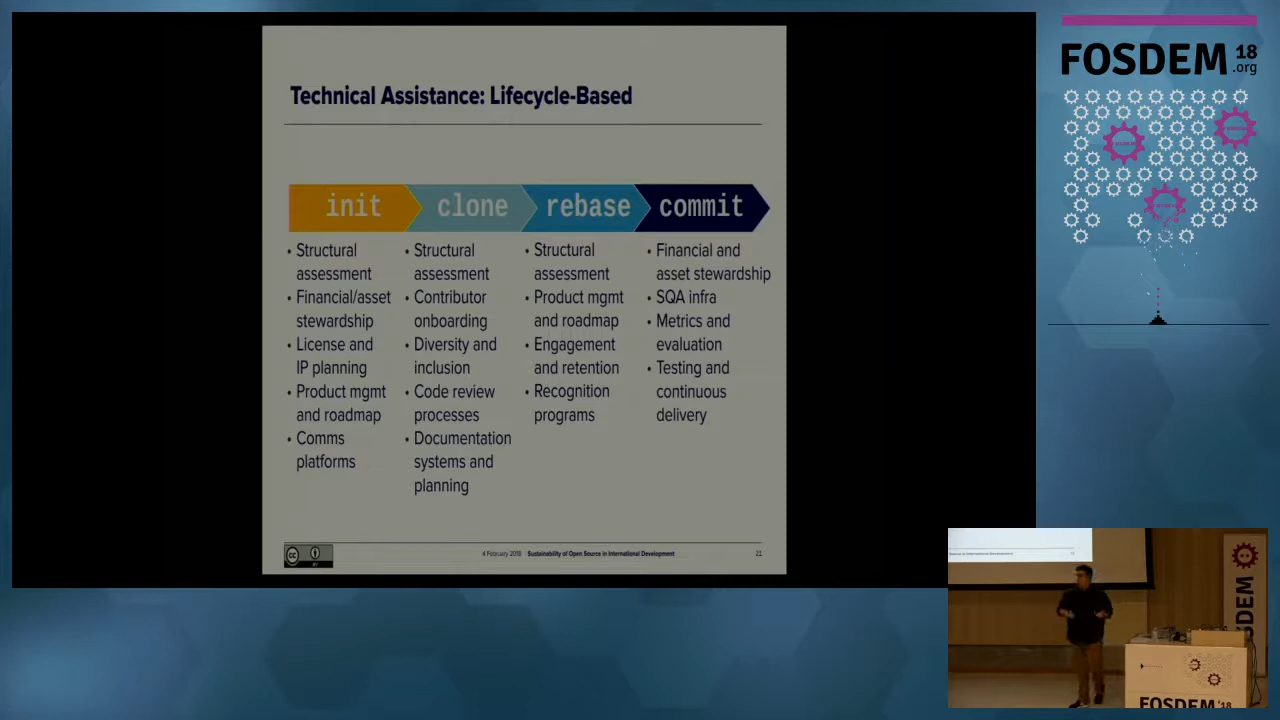 Technical Assistance: Lifecycle-Based
init
clone
rebase
commit
• Structural
assessment
• Financial/asset
stewardship
• License and
IP planning
• Product mgmt
and roadmap
• Comms
platforms
• Structural
assessment
• Contributor
onboarding
• Diversity and
inclusion
• Code review
processes
• Documentation
systems and
planning
• Structural
assessment
• Product mgmt
and roadmap
• Engagement
and retention
• Recognition
programs
• Financial and
asset stewardship
• SQA infra
• Metrics and
evaluation
• Testing and
continuous
delivery
cc
BY
4 February 2018 Sustainability of Open Source in International Development
21
FOSDEM 18
.org
FOSDEM
FOSDEM'18